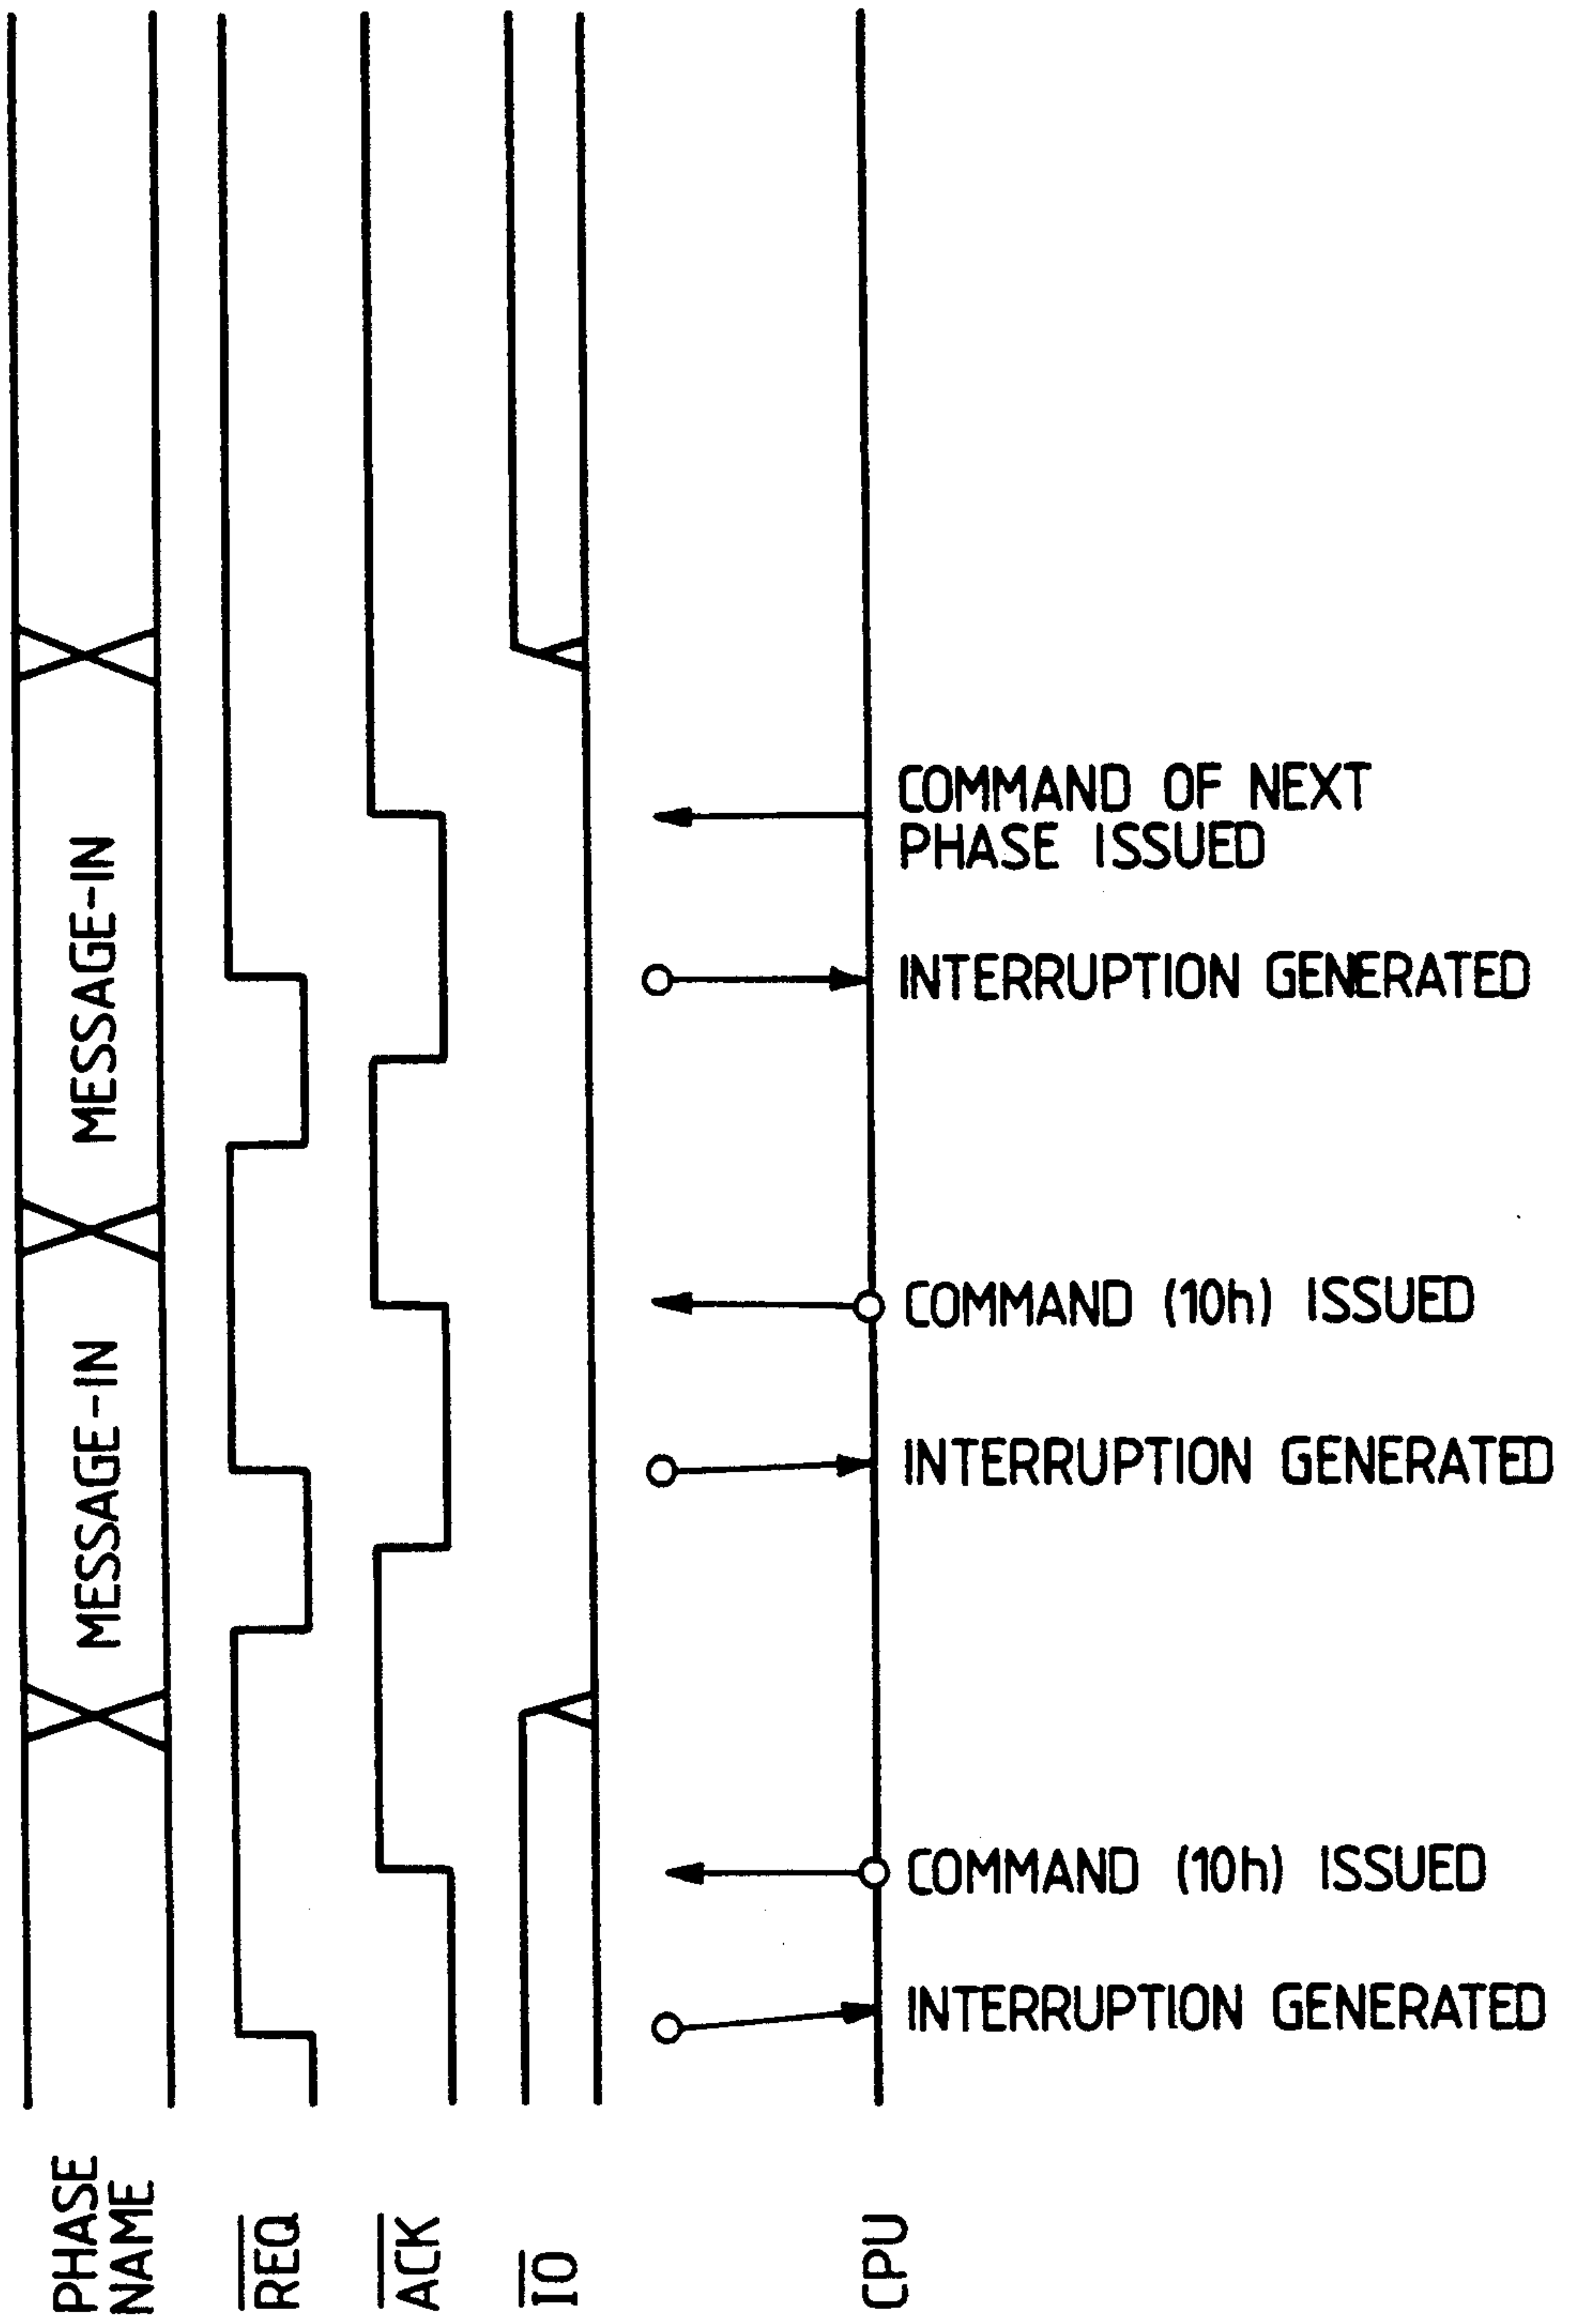 PHASE
NAME
MESSAGE-IN
MESSAGE-IN
REQ
ACK
IO
CPU
INTERRUPTION GENERATED
COMMAND (10h) ISSUED
INTERRUPTION GENERATED
COMMAND (10h) ISSUED
INTERRUPTION GENERATED
COMMAND OF NEXT
PHASE ISSUED